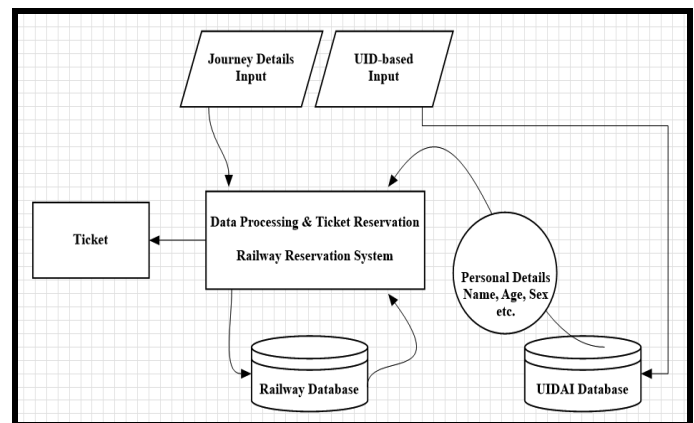 Journey Details
Input
UID-based
Input
Data Processing & Ticket Reservation
Railway Reservation System
Ticket
Personal Details
Name, Age, Sex
etc.
Railway Database
UIDAI Database